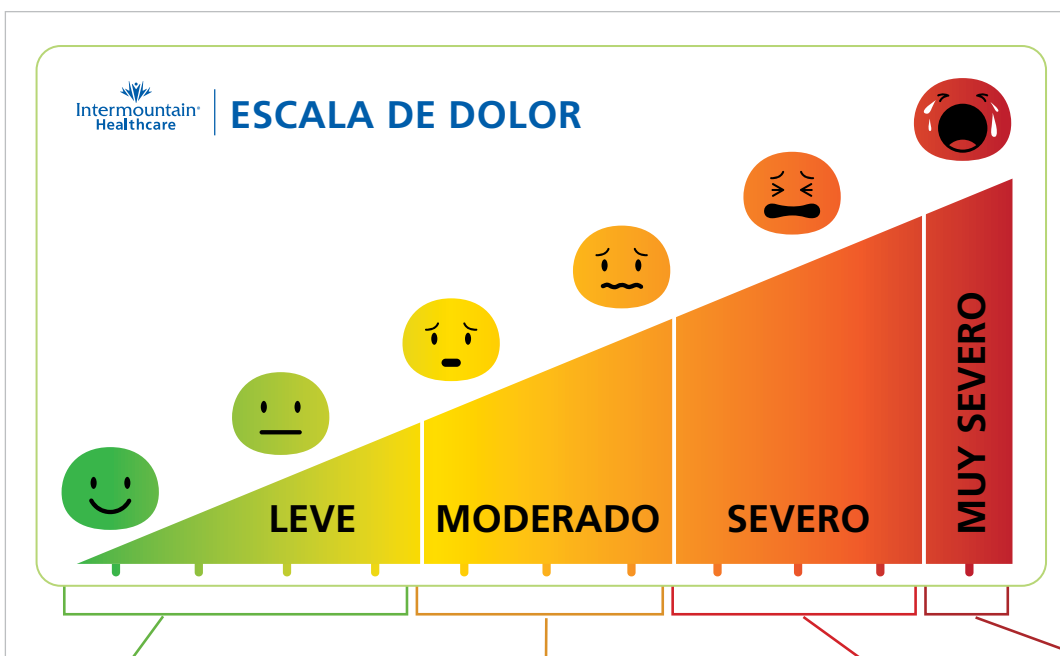 Intermountain®
Healthcare
ESCALA DE DOLOR
LEVE
MODERADO
SEVERO
MUY SEVERO